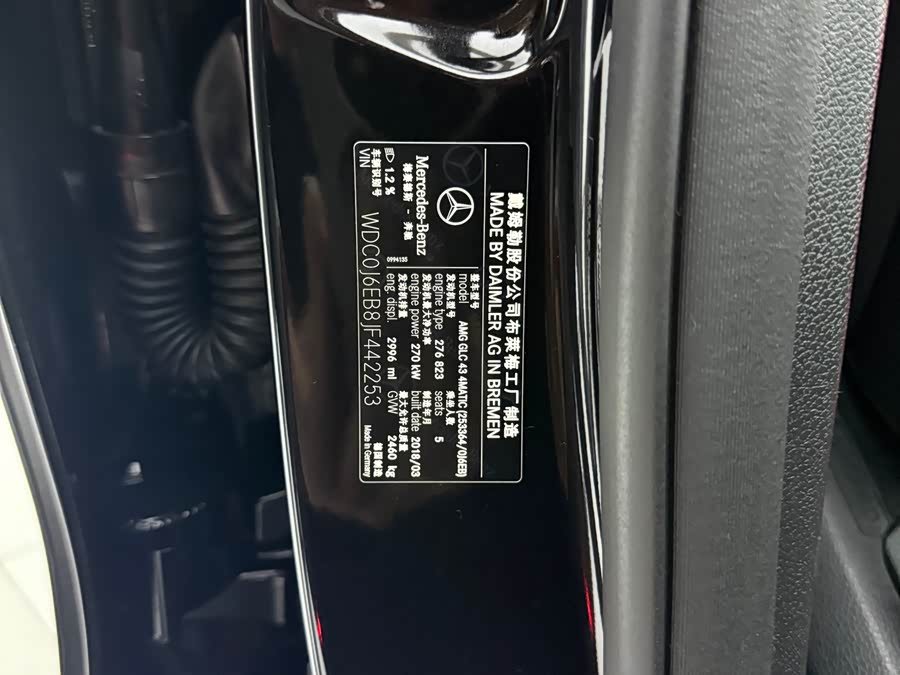 戴姆勒股份公司布莱梅工厂制造
MADE BY DAIMLER AG IN BREMEN
Mercedes-Benz
梅赛德斯 - 奔驰
0994135
整车型号
model AMG GLC 43 4MATIC (253364/0J6EB)
发动机型号 乘坐人数
engine type 276 823 seats 5
发动机最大净功率 制造年月
engine power 270 kW built date 2018/03
发动机排量 最大允许总质量
eng. displ. 2996 ml GVW 2460 kg
1.2 %
车辆识别号
VIN WDC0J6EB8JF442253
德国制造
Made in Germany